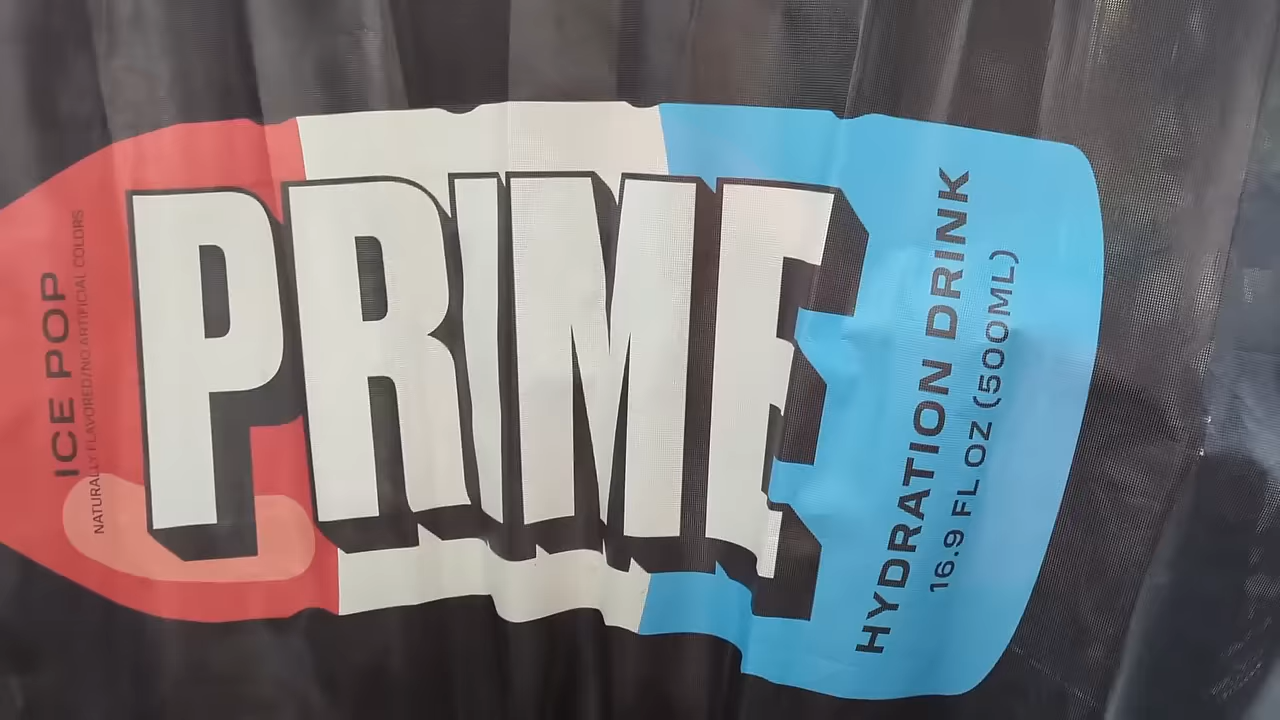 ICE POP
NATURALLY FLAVORED/NO ARTIFICIAL COLORS
PRIME
HYDRATION DRINK
16.9 FL OZ (500ML)